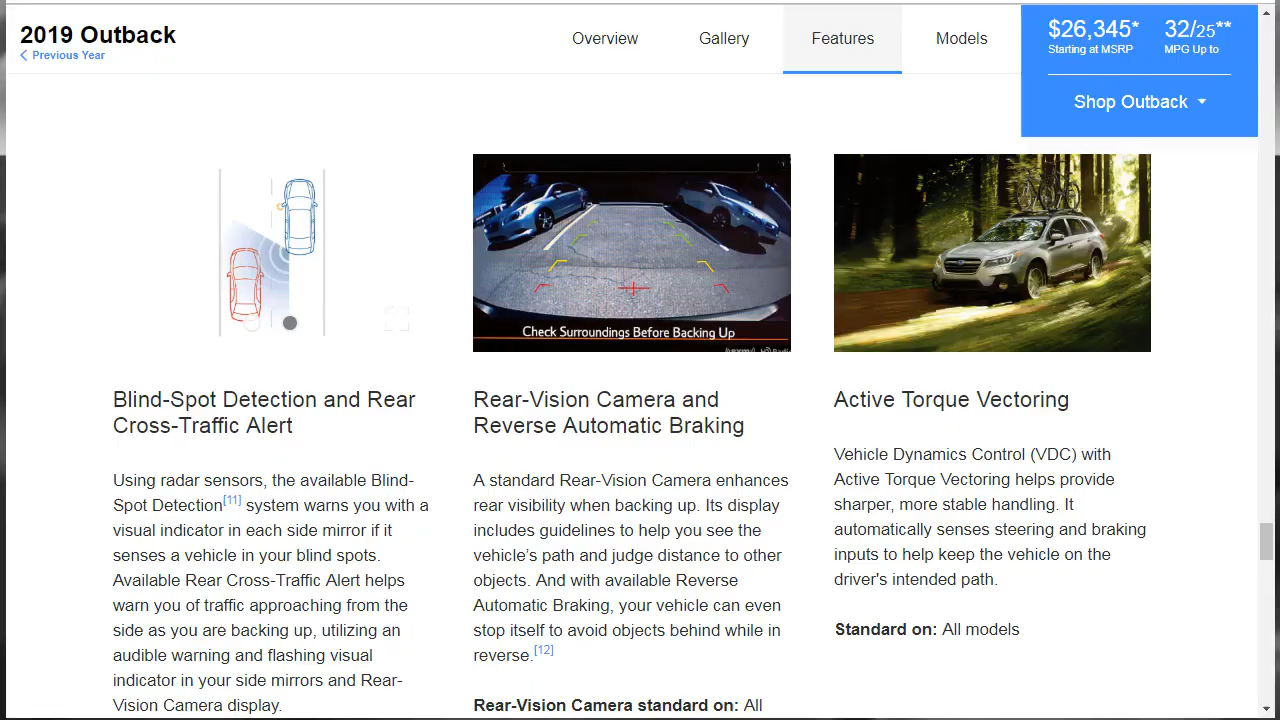 2019 Outback
Previous Year
Overview
Gallery
Features
Models
$26,345*
Starting at MSRP
32/25**
MPG Up to
Shop Outback
Check Surroundings Before Backing Up
Blind-Spot Detection and Rear
Cross-Traffic Alert
Using radar sensors, the available Blind-
Spot Detection[11] system warns you with a
visual indicator in each side mirror if it
senses a vehicle in your blind spots.
Available Rear Cross-Traffic Alert helps
warn you of traffic approaching from the
side as you are backing up, utilizing an
audible warning and flashing visual
indicator in your side mirrors and Rear-
Vision Camera display.
Rear-Vision Camera and
Reverse Automatic Braking
A standard Rear-Vision Camera enhances
rear visibility when backing up. Its display
includes guidelines to help you see the
vehicle’s path and judge distance to other
objects. And with available Reverse
Automatic Braking, your vehicle can even
stop itself to avoid objects behind while in
reverse.[12]
Rear-Vision Camera standard on: All
Active Torque Vectoring
Vehicle Dynamics Control (VDC) with
Active Torque Vectoring helps provide
sharper, more stable handling. It
automatically senses steering and braking
inputs to help keep the vehicle on the
driver's intended path.
Standard on: All models